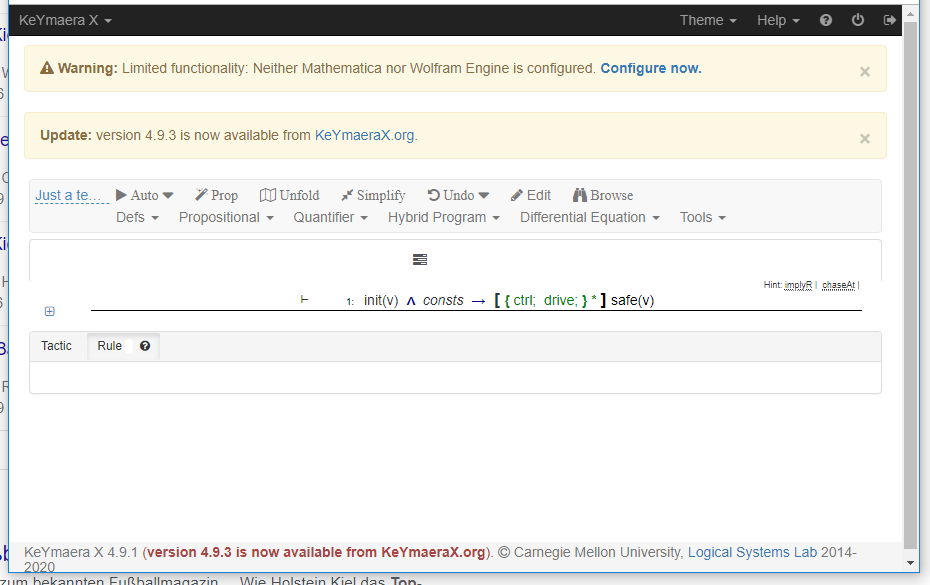 KeYmaera X
Theme Help
Warning: Limited functionality: Neither Mathematica nor Wolfram Engine is configured. Configure now.
×
Update: version 4.9.3 is now available from KeYmaeraX.org.
×
Just a te... Auto Prop Unfold Simplify Undo Edit Browse
Defs Propositional Quantifier Hybrid Program Differential Equation Tools
Hint: implyR | chaseAt |
⊢ 1: init(v) ∧ consts → [ { ctrl; drive; } * ] safe(v)
Tactic Rule
KeYmaera X 4.9.1 (version 4.9.3 is now available from KeYmaeraX.org). © Carnegie Mellon University, Logical Systems Lab 2014-
2020
zum bekannten Fußballmagazin Wie Holstein Kiel das Top-